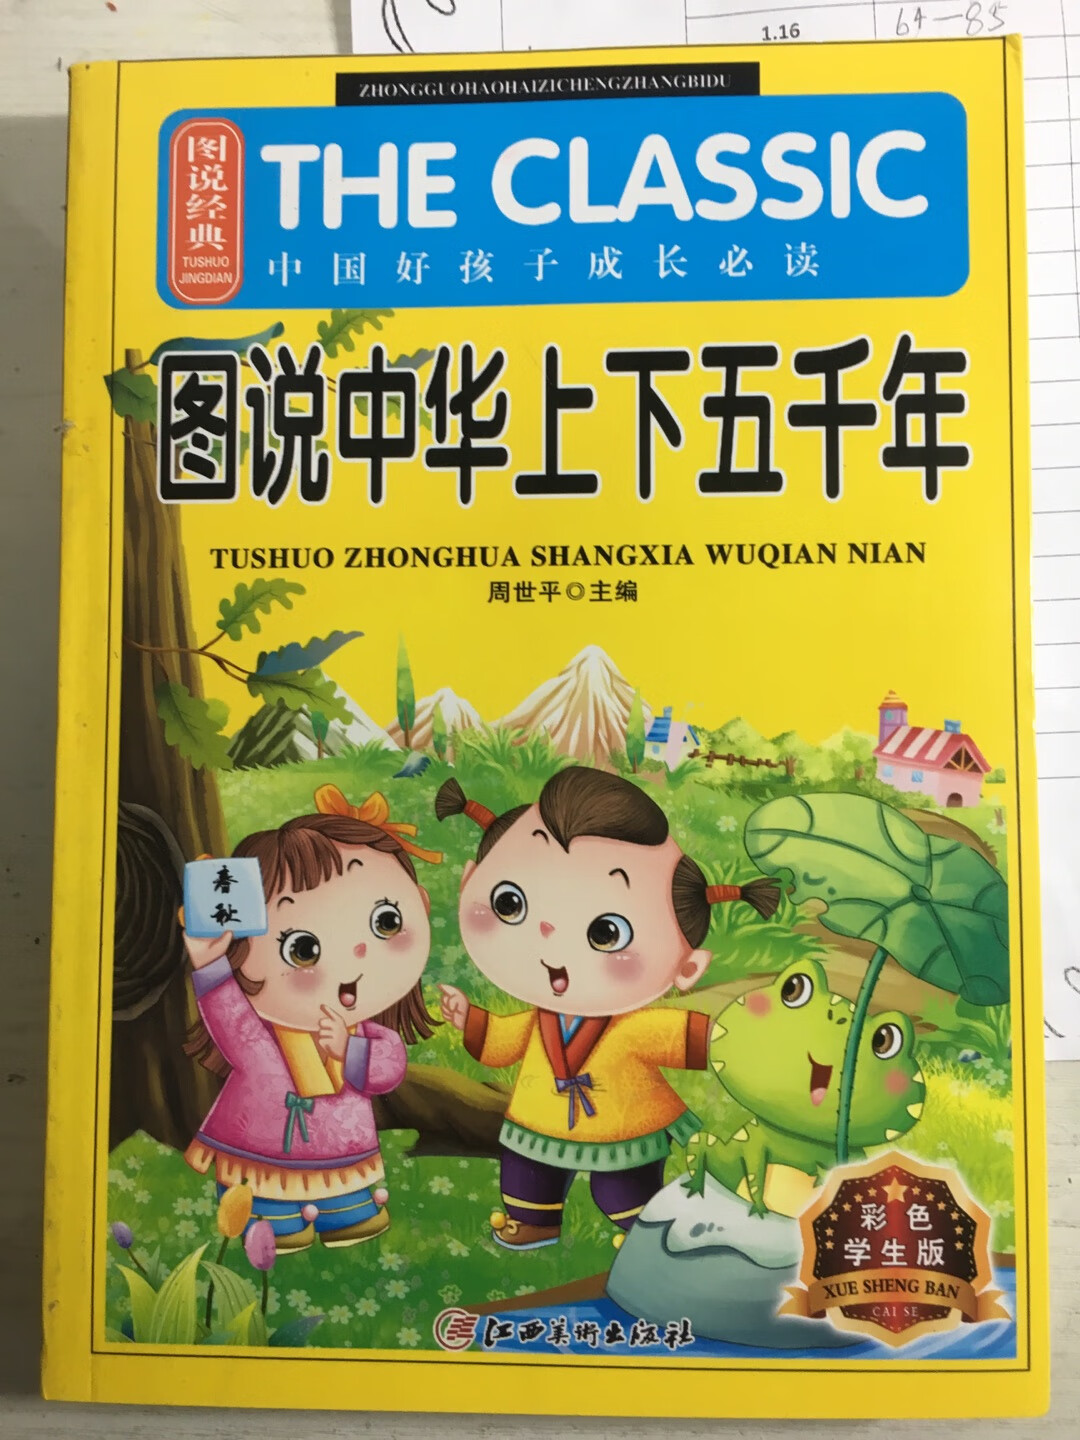 1.16
64—85
ZHONGGUOHAOHAIZICHENGZHANGBIDU
图说经典
TUSHUO
JINGDIAN
THE CLASSIC
中国好孩子成长必读
图说中华上下五千年
TUSHUO ZHONGHUA SHANGXIA WUQIAN NIAN
周世平◎主编
春秋
彩色
学生版
XUE SHENG BAN
CAI SE
江西美術出版社